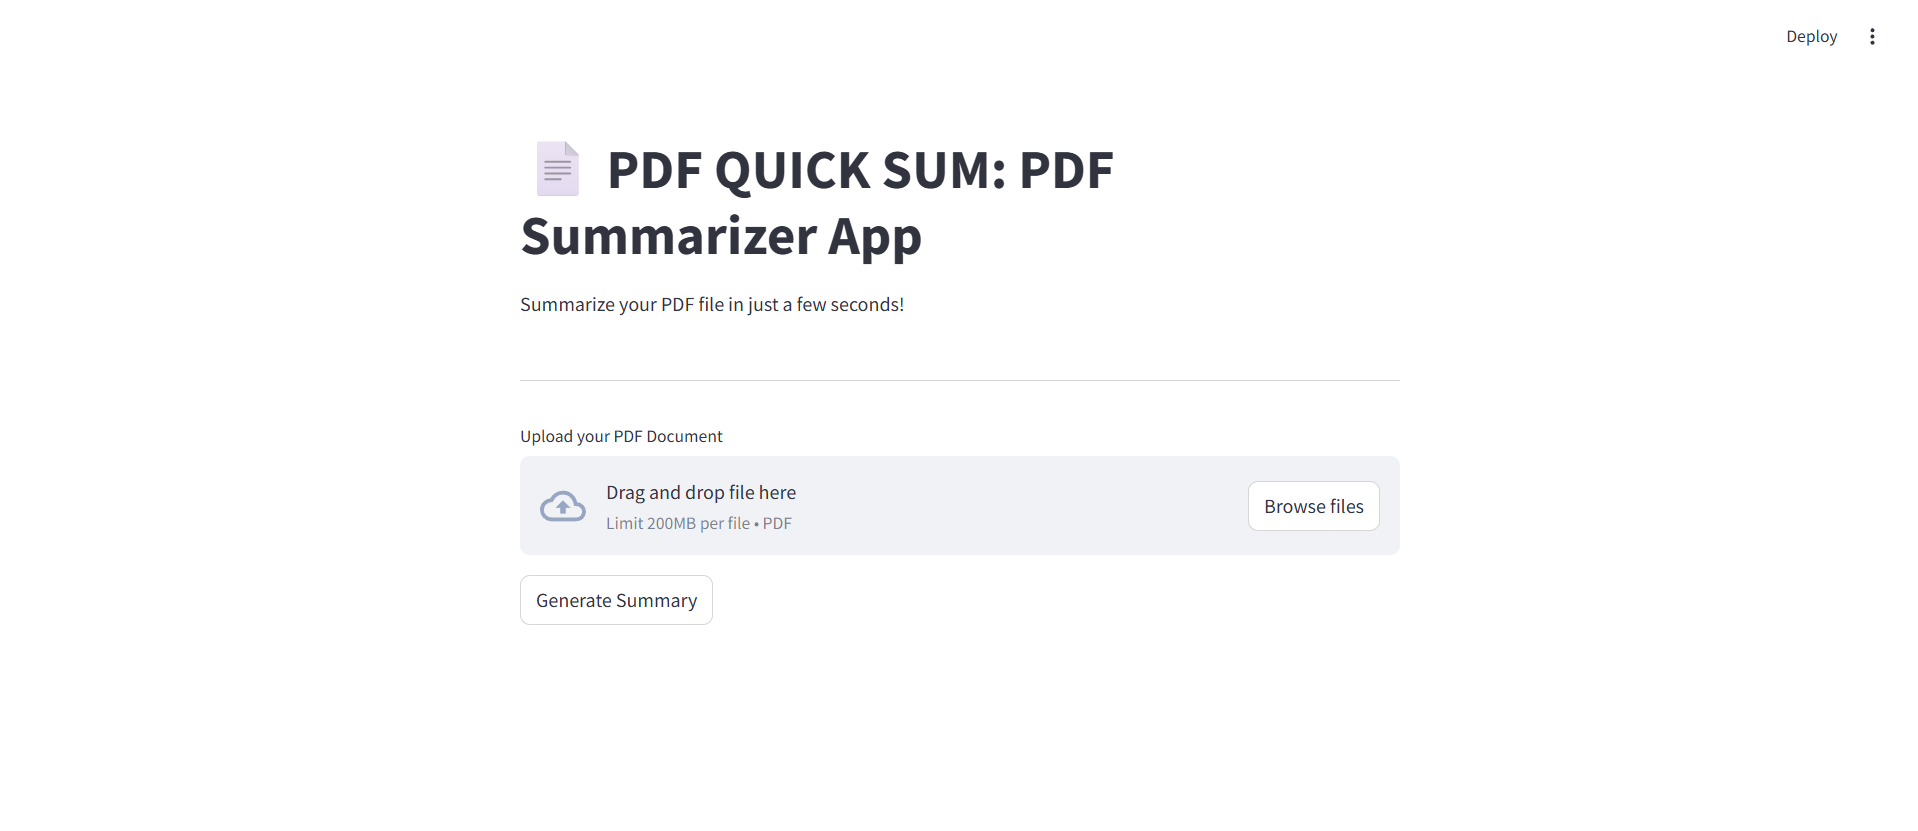 Deploy
PDF QUICK SUM: PDF
Summarizer App
Summarize your PDF file in just a few seconds!
Upload your PDF Document
Drag and drop file here
Limit 200MB per file • PDF
Browse files
Generate Summary